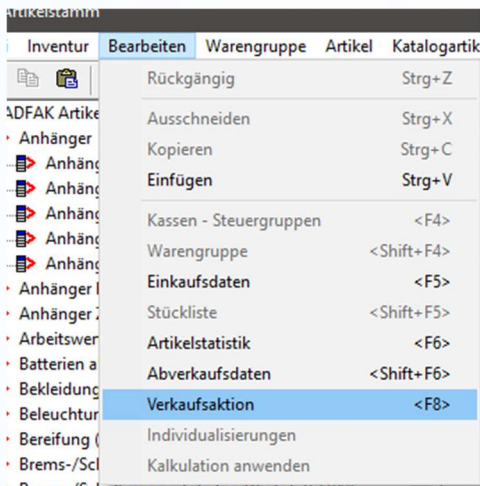 Artikelstamm
Inventur Bearbeiten Warengruppe Artikel Katalogartik
Rückgängig Strg+Z
ADFAK Artike
Ausschneiden Strg+X
Anhänger
Kopieren Strg+C
Anhäng
Einfügen Strg+V
Anhäng
Anhäng
Kassen - Steuergruppen <F4>
Anhäng
Warengruppe <Shift+F4>
Anhäng
Einkaufsdaten <F5>
Anhänger
Stückliste <Shift+F5>
Anhänger
Artikelstatistik <F6>
Arbeitswer
Abverkaufsdaten <Shift+F6>
Batterien a
Bekleidung
Verkaufsaktion <F8>
Beleuchtur
Individualisierungen
Bereifung (
Kalkulation anwenden
Brems-/Scl